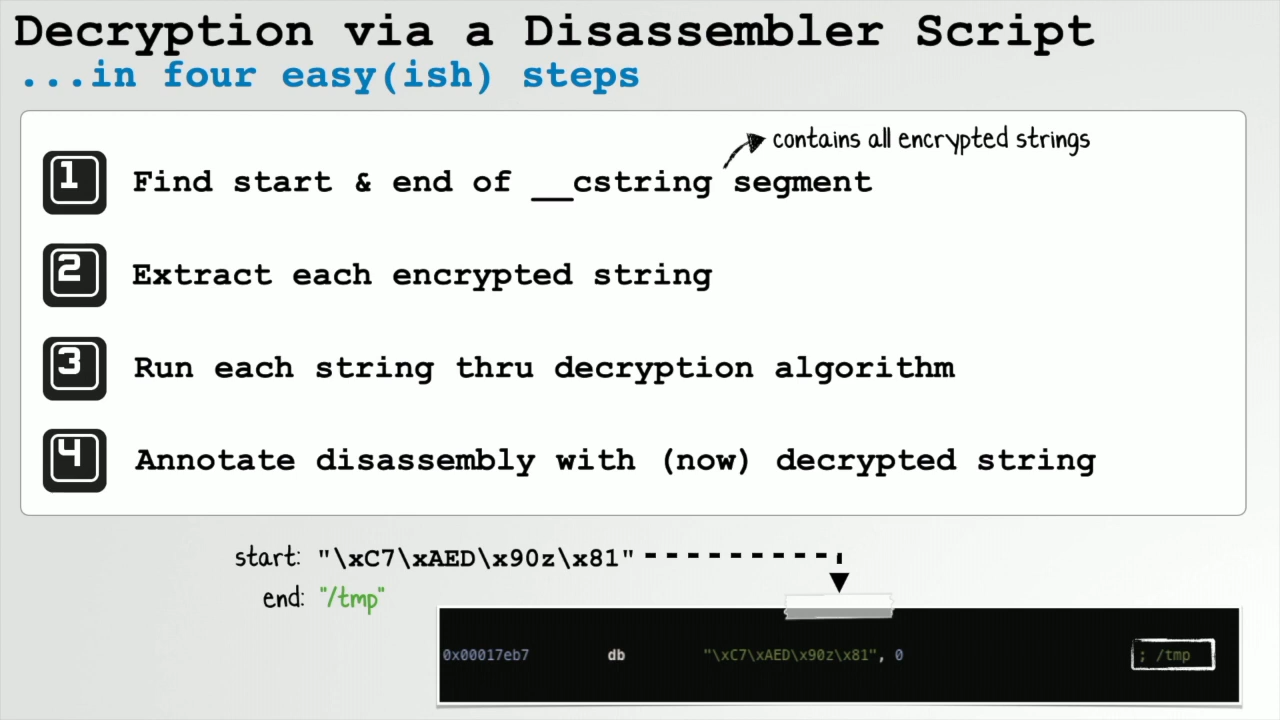 Decryption via a Disassembler Script
...in four easy(ish) steps
contains all encrypted strings
1 Find start & end of __cstring segment
2 Extract each encrypted string
3 Run each string thru decryption algorithm
4 Annotate disassembly with (now) decrypted string
start: "\xC7\xAED\x90z\x81"
end: "/tmp"
0x00017eb7 db "\xC7\xAED\x90z\x81", 0 ; /tmp